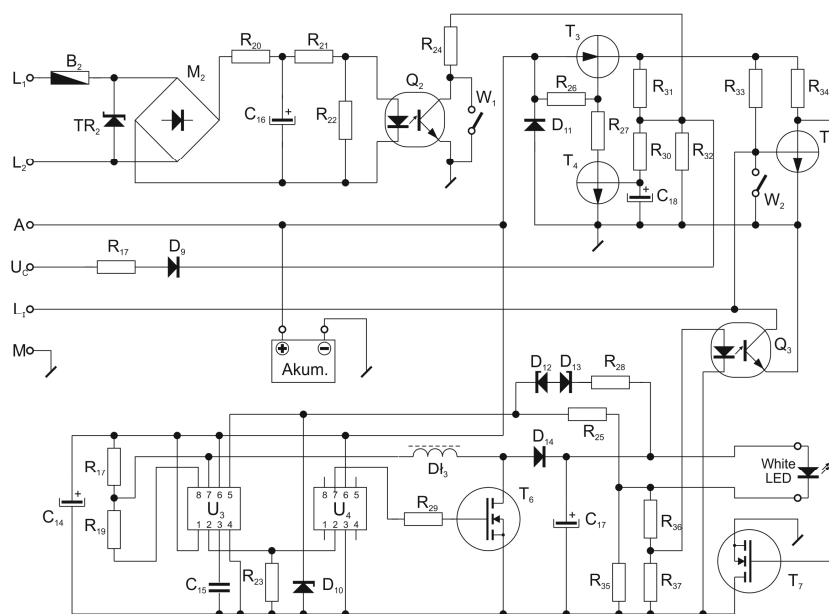 L1
B2
M2
R20
R21
R24
T3
TR2
C16
R22
Q2
W1
R26
D11
R27
T4
R31
R30
R32
C18
R33
R34
T
W2
L2
A
R17
D9
UC
M
Akum.
Q3
D12
D13
R28
R25
D14
Dł3
White
LED
R17
C14
R19
8 7 6 5
U3
1 2 3 4
8 7 6 5
U4
1 2 3 4
R29
T6
C17
R36
R35
R37
T7
C15
R23
D10